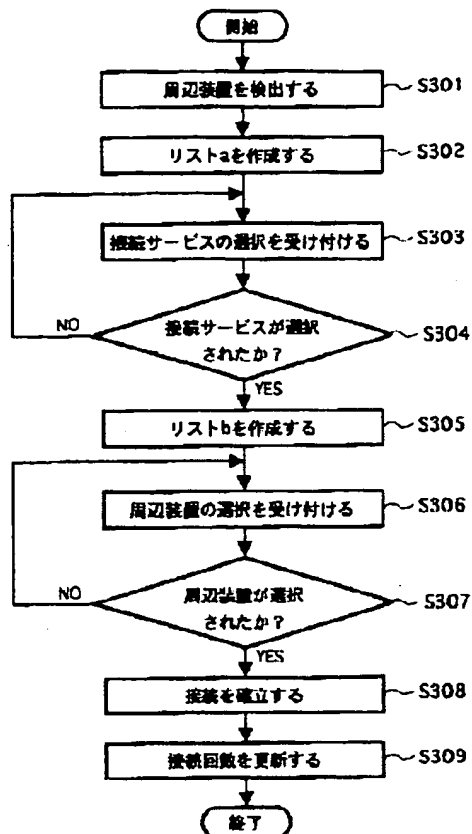 開始
周辺装置を検出する
S301
リストaを作成する
S302
接続サービスの選択を受け付ける
S303
接続サービスが選択
されたか？
S304
NO
YES
リストbを作成する
S305
周辺装置の選択を受け付ける
S306
周辺装置が選択
されたか？
S307
NO
YES
接続を確立する
S308
接続回数を更新する
S309
終了